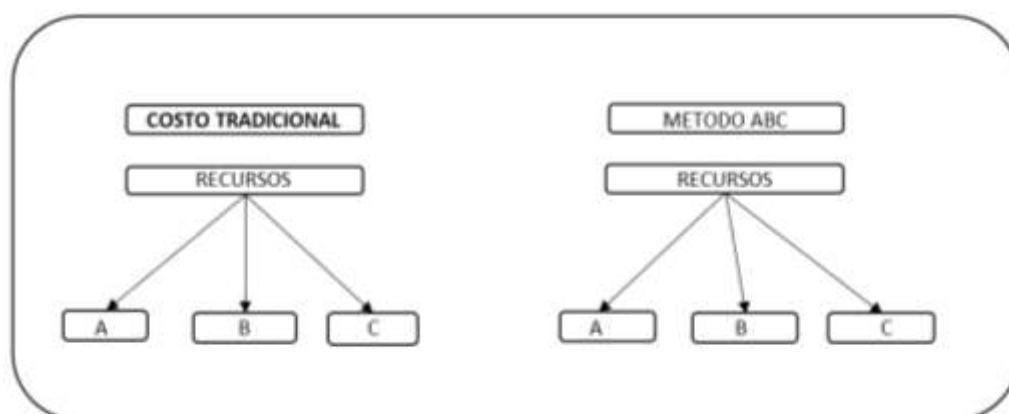 COSTO TRADICIONAL
RECURSOS
A B C
METODO ABC
RECURSOS
A B C